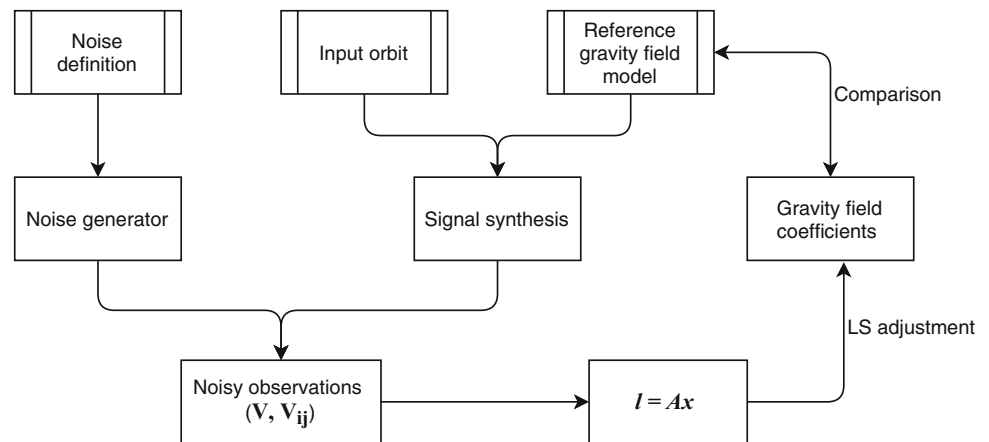 Noise
definition
Input orbit
Reference
gravity field
model
Comparison
Noise generator
Signal synthesis
Gravity field
coefficients
LS adjustment
Noisy observations
(V, V_ij)
l = Ax